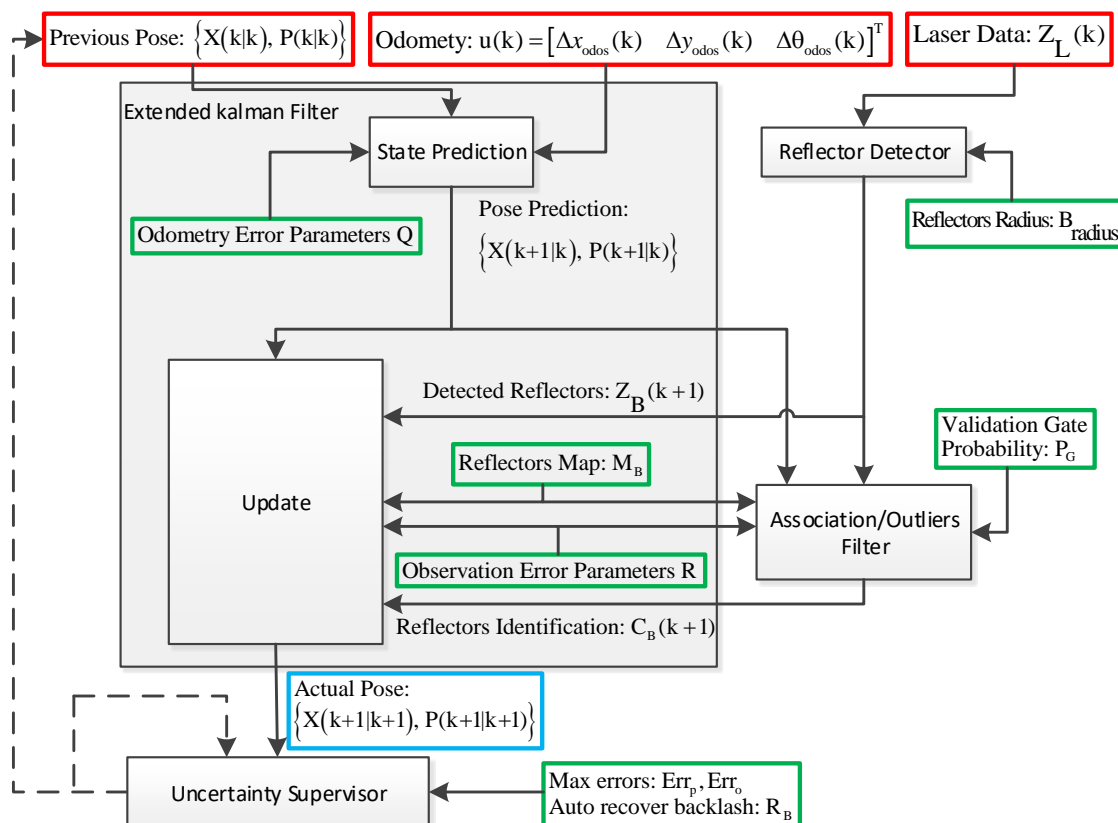 Previous Pose: {X(k|k), P(k|k)}
Odomety: u(k) = [Δx_odos(k) Δy_odos(k) Δθ_odos(k)]^T
Laser Data: Z_L(k)
Extended kalman Filter
State Prediction
Reflector Detector
Odometry Error Parameters Q
Pose Prediction:
{X(k+1|k), P(k+1|k)}
Reflectors Radius: B_radius
Detected Reflectors: Z_B(k+1)
Validation Gate
Probability: P_G
Reflectors Map: M_B
Update
Association/Outliers
Filter
Observation Error Parameters R
Reflectors Identification: C_B(k+1)
Actual Pose:
{X(k+1|k+1), P(k+1|k+1)}
Uncertainty Supervisor
Max errors: Err_p, Err_o
Auto recover backlash: R_B